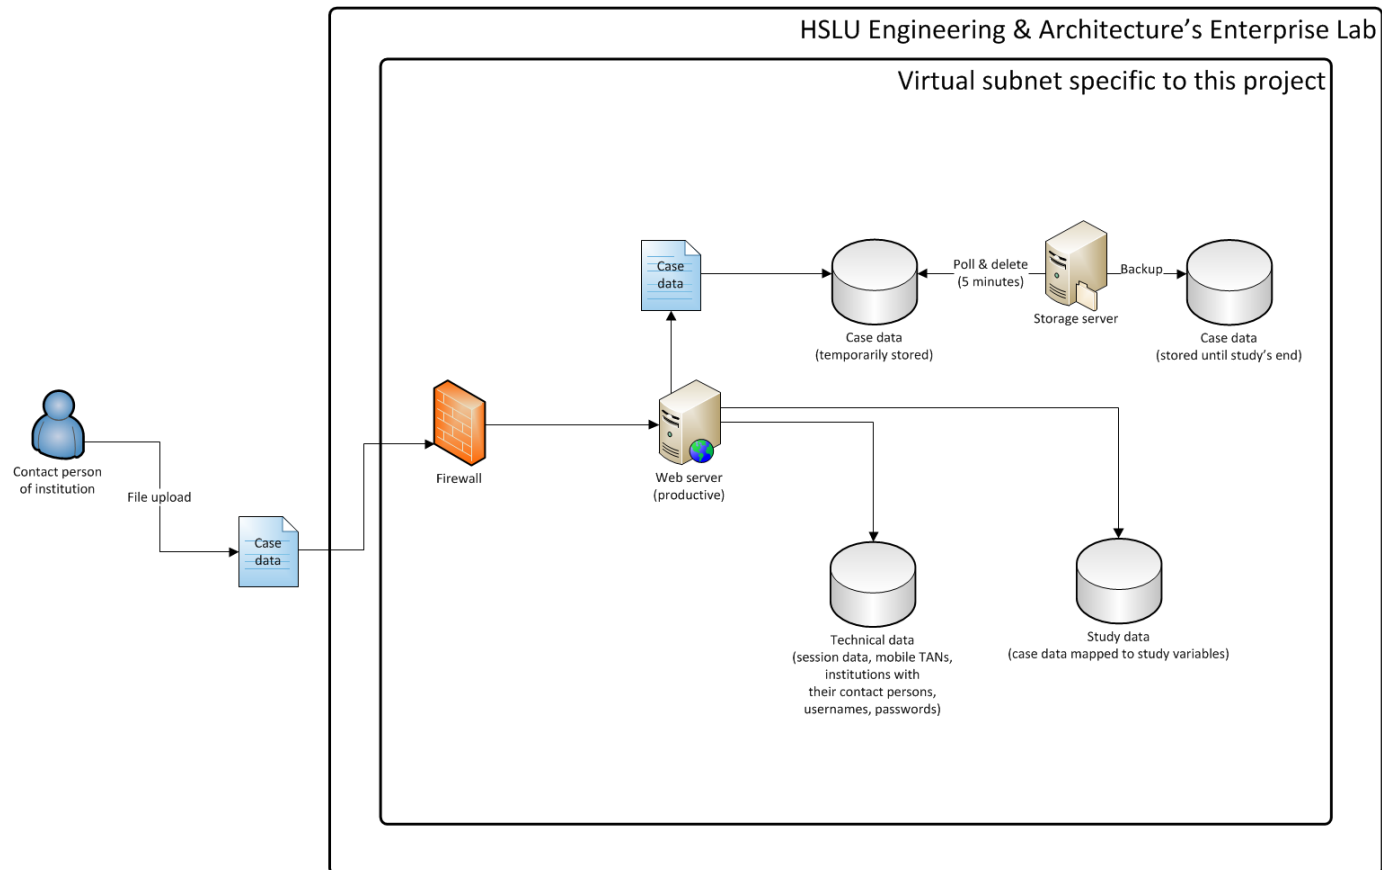 HSLU Engineering & Architecture's Enterprise Lab
Virtual subnet specific to this project
Case
data
Poll & delete
(5 minutes)
Backup
Storage server
Case data
(temporarily stored)
Case data
(stored until study's end)
Contact person
of institution
File upload
Case
data
Firewall
Web server
(productive)
Technical data
(session data, mobile TANs,
institutions with
their contact persons,
usernames, passwords)
Study data
(case data mapped to study variables)